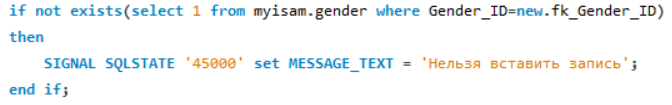 if not exists(select 1 from myisam.gender where Gender_ID=new.fk_Gender_ID)
then
SIGNAL SQLSTATE '45000' set MESSAGE_TEXT = 'Нельзя вставить запись';
end if;